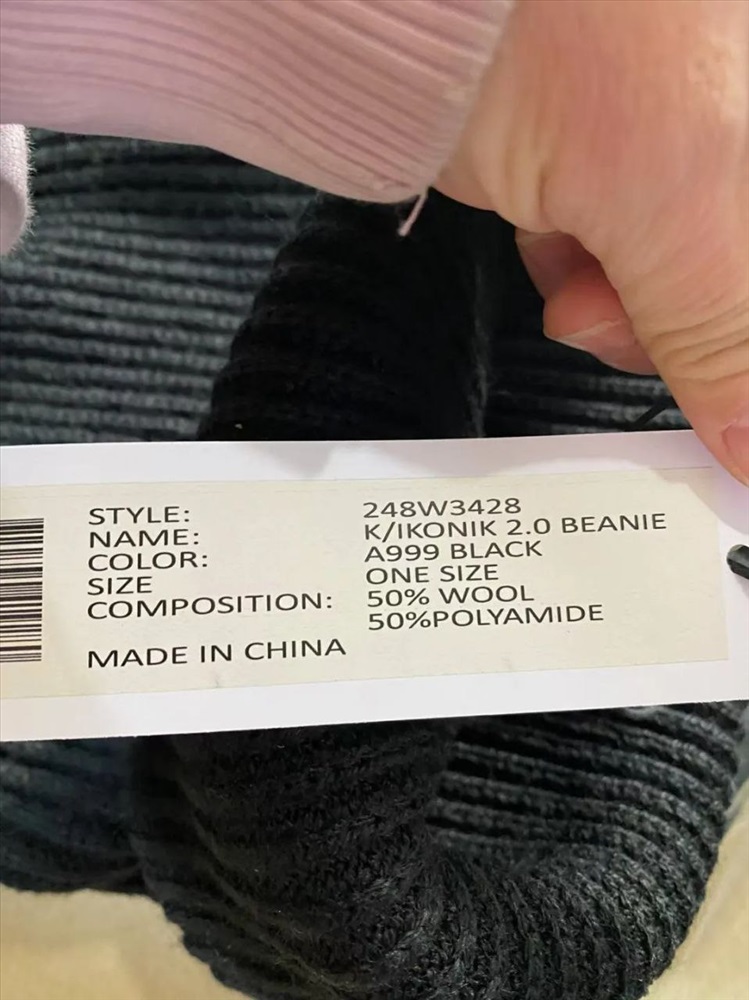 STYLE: 248W3428
NAME: K/IKONIK 2.0 BEANIE
COLOR: A999 BLACK
SIZE ONE SIZE
COMPOSITION: 50% WOOL
50%POLYAMIDE
MADE IN CHINA